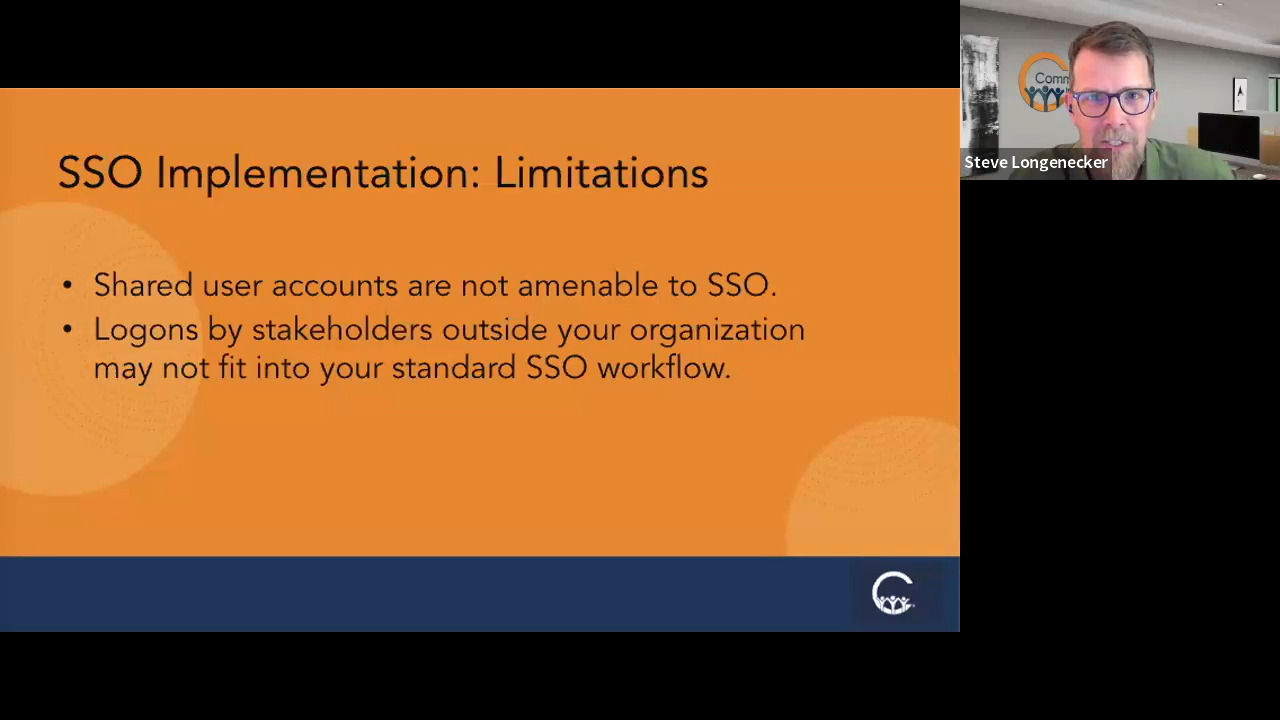 SSO Implementation: Limitations
• Shared user accounts are not amenable to SSO.
• Logons by stakeholders outside your organization
may not fit into your standard SSO workflow.
Comm
Steve Longenecker